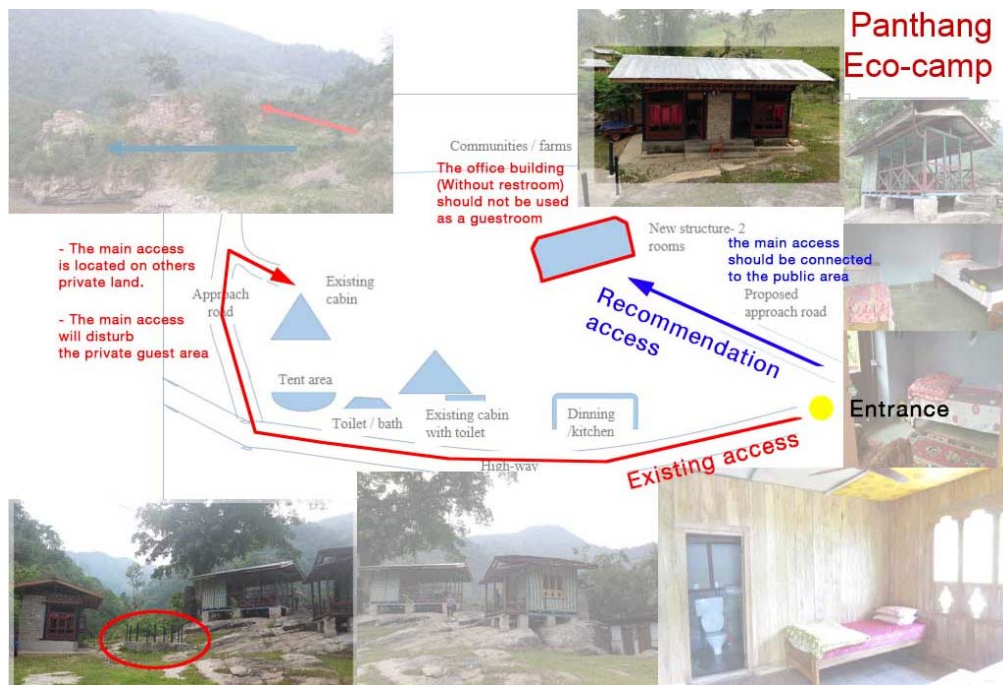 Panthang
Eco-camp
Communities / farms
The office building
(Without restroom)
should not be used
as a guestroom
New structure- 2
rooms
the main access
should be connected
to the public area
- The main access
is located on others
private land.
- The main access
will disturb
the private guest area
Approach
road
Existing
cabin
Recommendation
access
Proposed
approach road
Tent area
Toilet / bath
Existing cabin
with toilet
Dinning
/kitchen
Entrance
High-way
Existing access